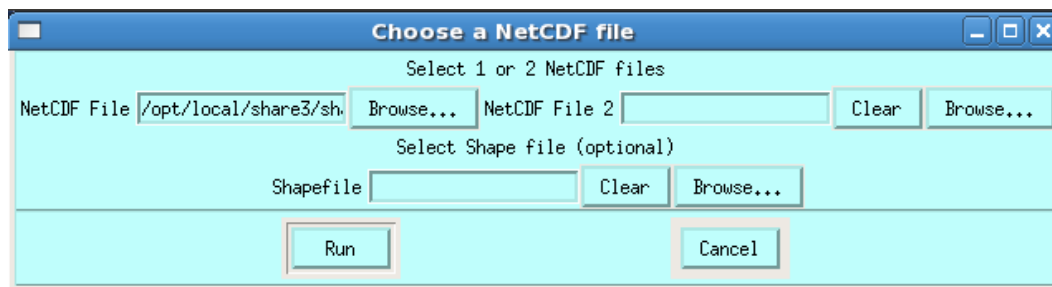 Choose a NetCDF file
Select 1 or 2 NetCDF files
NetCDF File /opt/local/share3/sh Browse... NetCDF File 2 Clear Browse...
Select Shape file (optional)
Shapefile Clear Browse...
Run Cancel